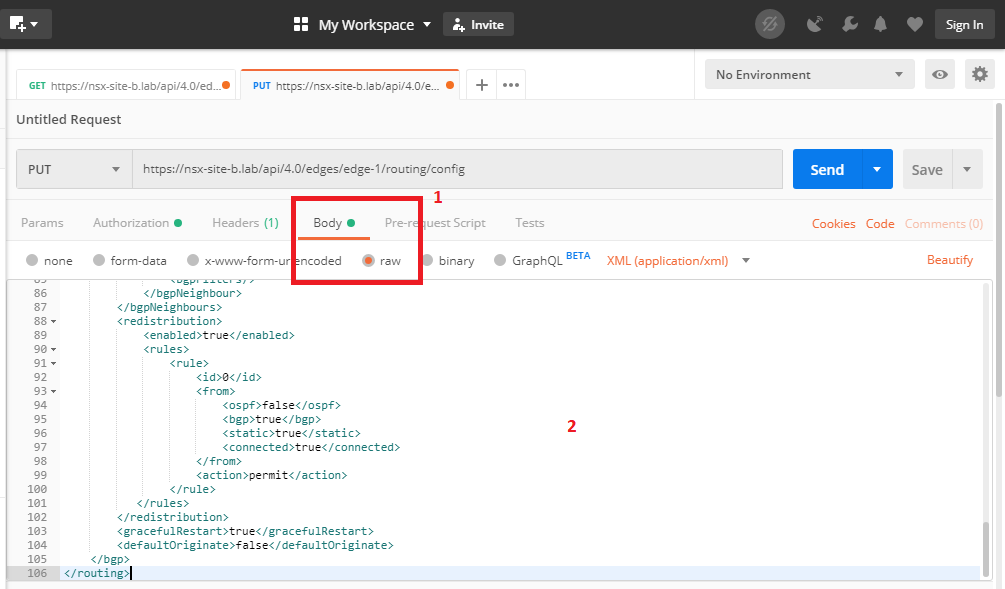 My Workspace Invite Sign In
GET https://nsx-site-b.lab/api/4.0/ed... PUT https://nsx-site-b.lab/api/4.0/e... + ••• No Environment
Untitled Request
PUT https://nsx-site-b.lab/api/4.0/edges/edge-1/routing/config Send Save
1
Params Authorization Headers (1) Body Pre-request Script Tests Cookies Code Comments (0)
none form-data x-www-form-urlencoded raw binary GraphQL BETA XML (application/xml) Beautify
85 <bgpFilters/>
86 </bgpNeighbour>
87 </bgpNeighbours>
88 <redistribution>
89 <enabled>true</enabled>
90 <rules>
91 <rule>
92 <id>0</id>
93 <from>
94 <ospf>false</ospf>
95 <bgp>true</bgp>
2
96 <static>true</static>
97 <connected>true</connected>
98 </from>
99 <action>permit</action>
100 </rule>
101 </rules>
102 </redistribution>
103 <gracefulRestart>true</gracefulRestart>
104 <defaultOriginate>false</defaultOriginate>
105 </bgp>
106 </routing>